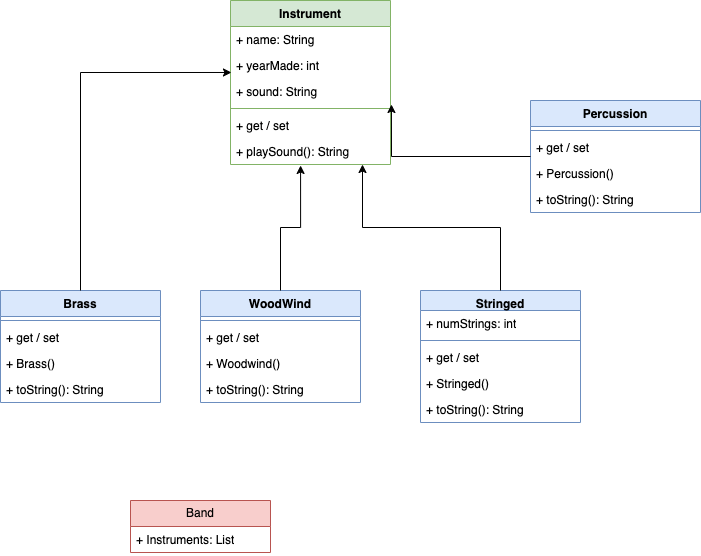 Instrument
+ name: String
+ yearMade: int
+ sound: String
+ get / set
+ playSound(): String
Percussion
+ get / set
+ Percussion()
+ toString(): String
Brass
+ get / set
+ Brass()
+ toString(): String
WoodWind
+ get / set
+ Woodwind()
+ toString(): String
Stringed
+ numStrings: int
+ get / set
+ Stringed()
+ toString(): String
Band
+ Instruments: List